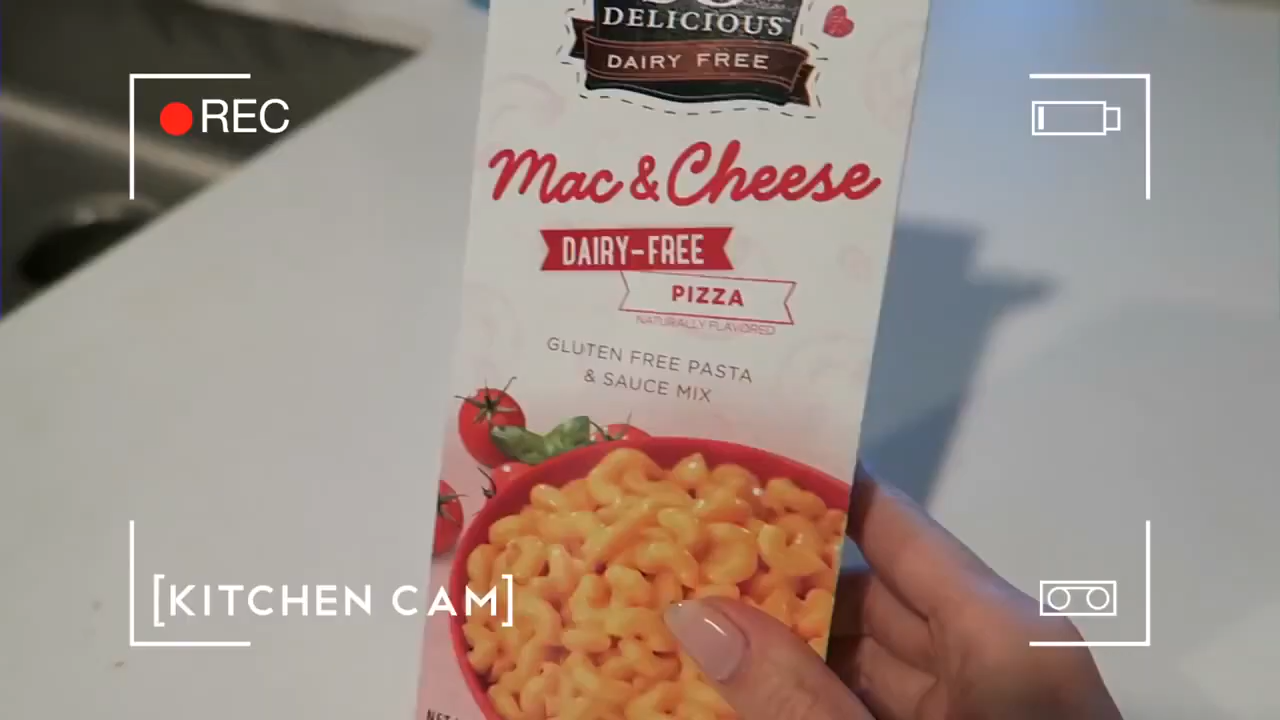 DELICIOUS
DAIRY FREE
REC
Mac & Cheese
DAIRY-FREE
PIZZA
NATURALLY FLAVORED
GLUTEN FREE PASTA
& SAUCE MIX
[KITCHEN CAM]